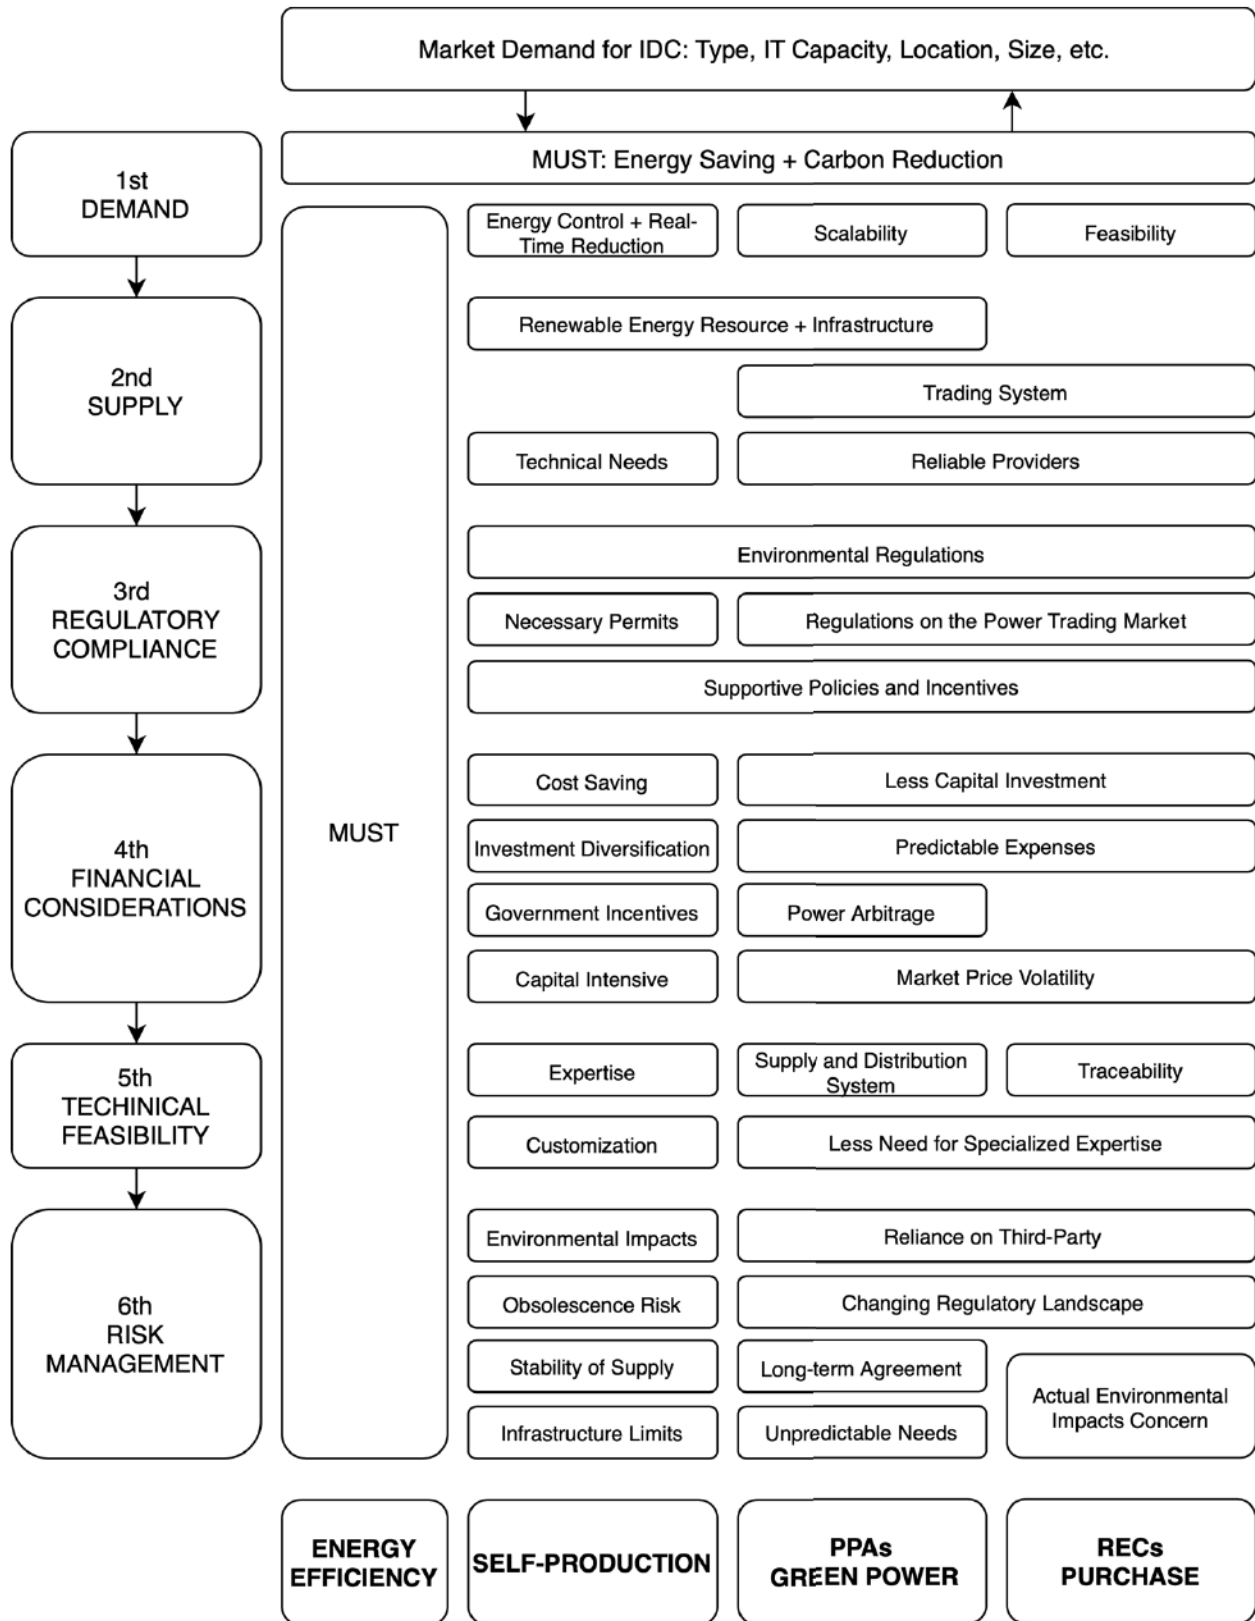 Market Demand for IDC: Type, IT Capacity, Location, Size, etc.
MUST: Energy Saving + Carbon Reduction
1st
DEMAND
Energy Control + Real-
Time Reduction
Scalability
Feasibility
2nd
SUPPLY
Renewable Energy Resource + Infrastructure
Trading System
Technical Needs
Reliable Providers
3rd
REGULATORY
COMPLIANCE
Environmental Regulations
Necessary Permits
Regulations on the Power Trading Market
Supportive Policies and Incentives
4th
FINANCIAL
CONSIDERATIONS
MUST
Cost Saving
Less Capital Investment
Investment Diversification
Predictable Expenses
Government Incentives
Power Arbitrage
Capital Intensive
Market Price Volatility
5th
TECHINICAL
FEASIBILITY
Expertise
Supply and Distribution
System
Traceability
Customization
Less Need for Specialized Expertise
6th
RISK
MANAGEMENT
Environmental Impacts
Reliance on Third-Party
Obsolescence Risk
Changing Regulatory Landscape
Stability of Supply
Long-term Agreement
Actual Environmental
Impacts Concern
Infrastructure Limits
Unpredictable Needs
ENERGY
EFFICIENCY
SELF-PRODUCTION
PPAs
GREEN POWER
RECs
PURCHASE